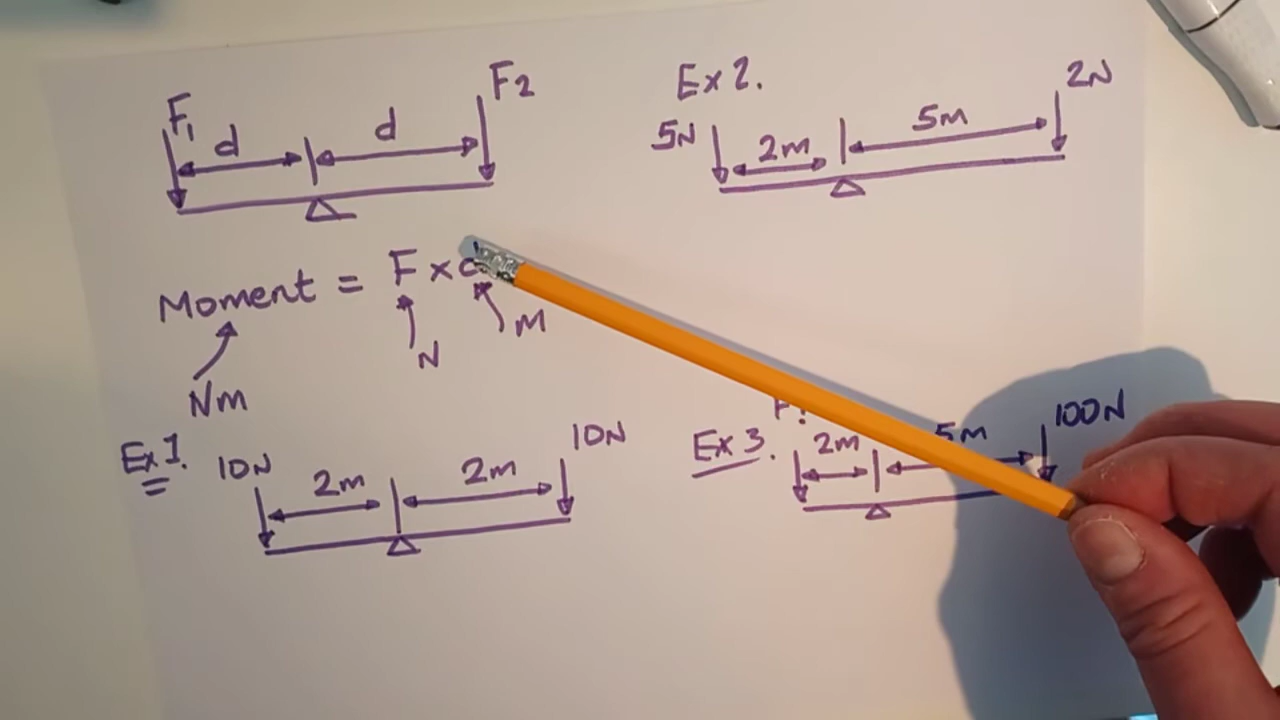 F1 d d F2
Moment = F x d
N m
Nm
Ex 1. 10N 2m 2m 10N
Ex 2.
5N 2m 5m 2N
Ex 3. F? 2m 5m 100N